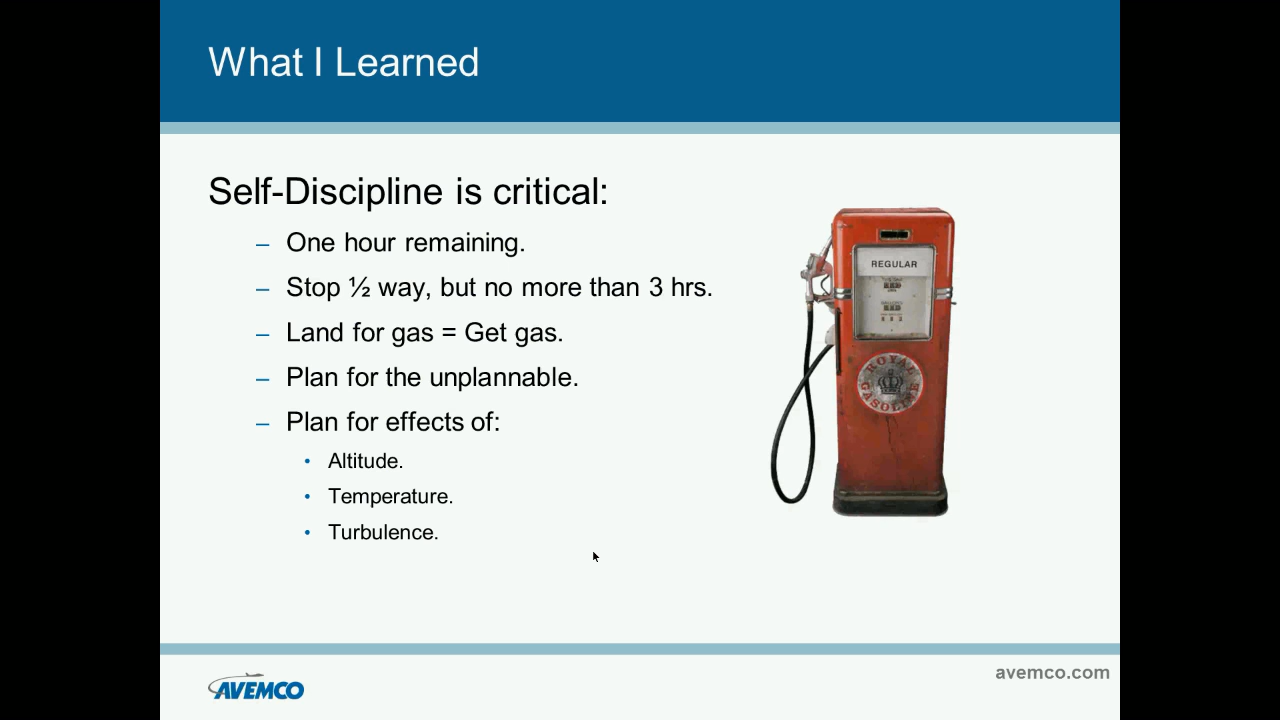 What I Learned
Self-Discipline is critical:
– One hour remaining.
– Stop ½ way, but no more than 3 hrs.
– Land for gas = Get gas.
– Plan for the unplannable.
– Plan for effects of:
• Altitude.
• Temperature.
• Turbulence.
REGULAR
ROYAL
GASOLINE
AVEMCO
avemco.com